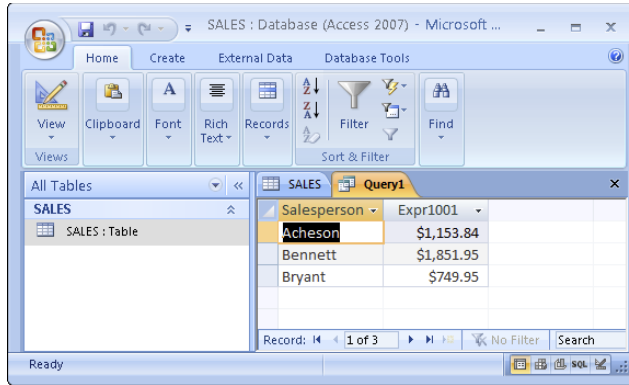 SALES : Database (Access 2007) - Microsoft ...
Home Create External Data Database Tools
View Clipboard Font Rich Text Records Filter Find
Views Sort & Filter
All Tables
SALES
SALES : Table
SALES Query1
Salesperson Expr1001
Acheson $1,153.84
Bennett $1,851.95
Bryant $749.95
Record: 1 of 3 No Filter Search
Ready SQL